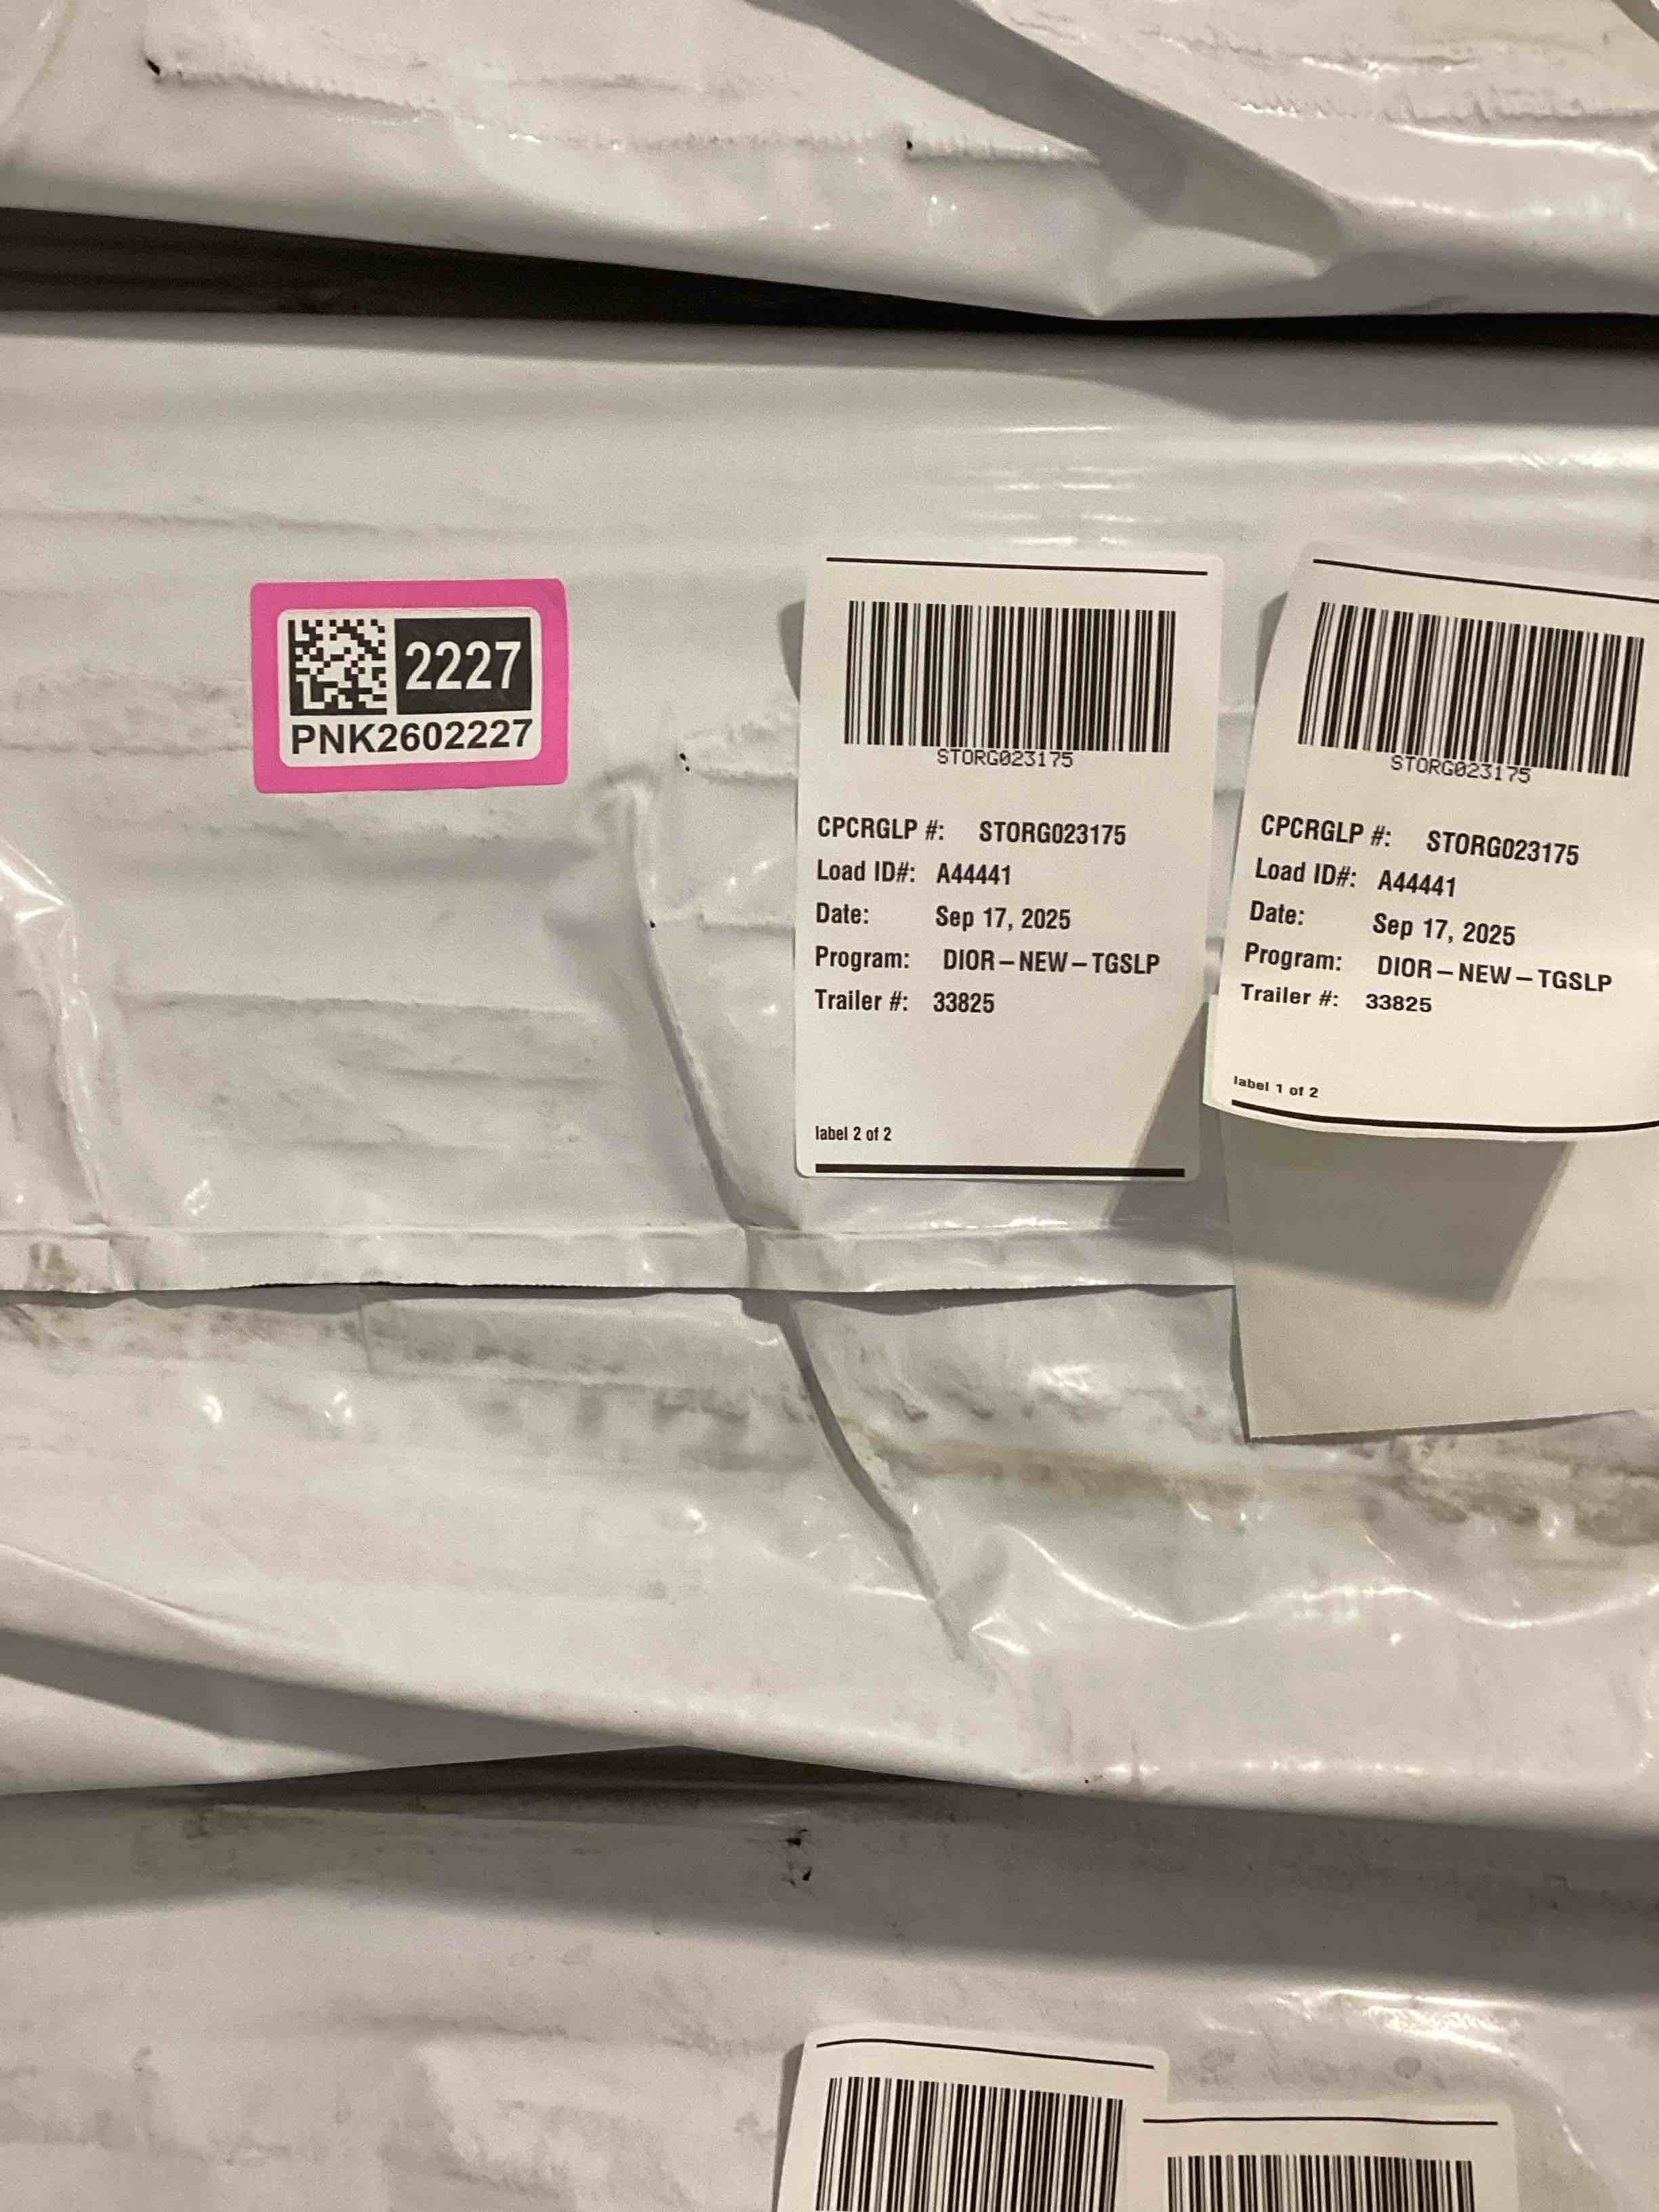 2227
PNK2602227
STORG023175
CPCRGLP #: STORG023175
Load ID#: A44441
Date: Sep 17, 2025
Program: DIOR–NEW–TGSLP
Trailer #: 33825
label 2 of 2
STORG023175
CPCRGLP #: STORG023175
Load ID#: A44441
Date: Sep 17, 2025
Program: DIOR–NEW–TGSLP
Trailer #: 33825
label 1 of 2